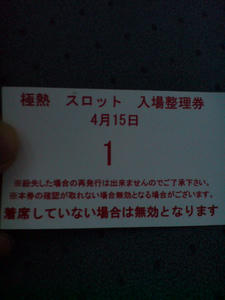 極熱 スロット 入場整理券
4月15日
1
※紛失した場合の再発行は出来ませんのでご了承下さい。
※本券の確認が取れない場合無効となる場合がございます。
着席していない場合は無効となります